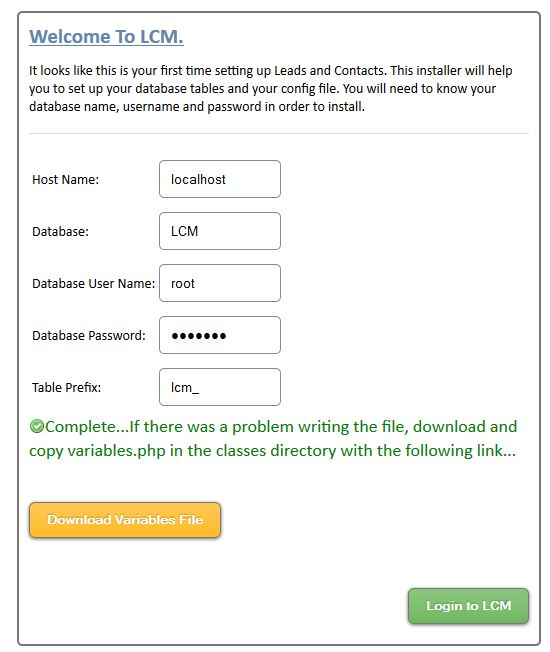 Welcome To LCM.
It looks like this is your first time setting up Leads and Contacts. This installer will help
you to set up your database tables and your config file. You will need to know your
database name, username and password in order to install.
Host Name: localhost
Database: LCM
Database User Name: root
Database Password: •••••••
Table Prefix: lcm_
Complete...If there was a problem writing the file, download and
copy variables.php in the classes directory with the following link...
Download Variables File
Login to LCM